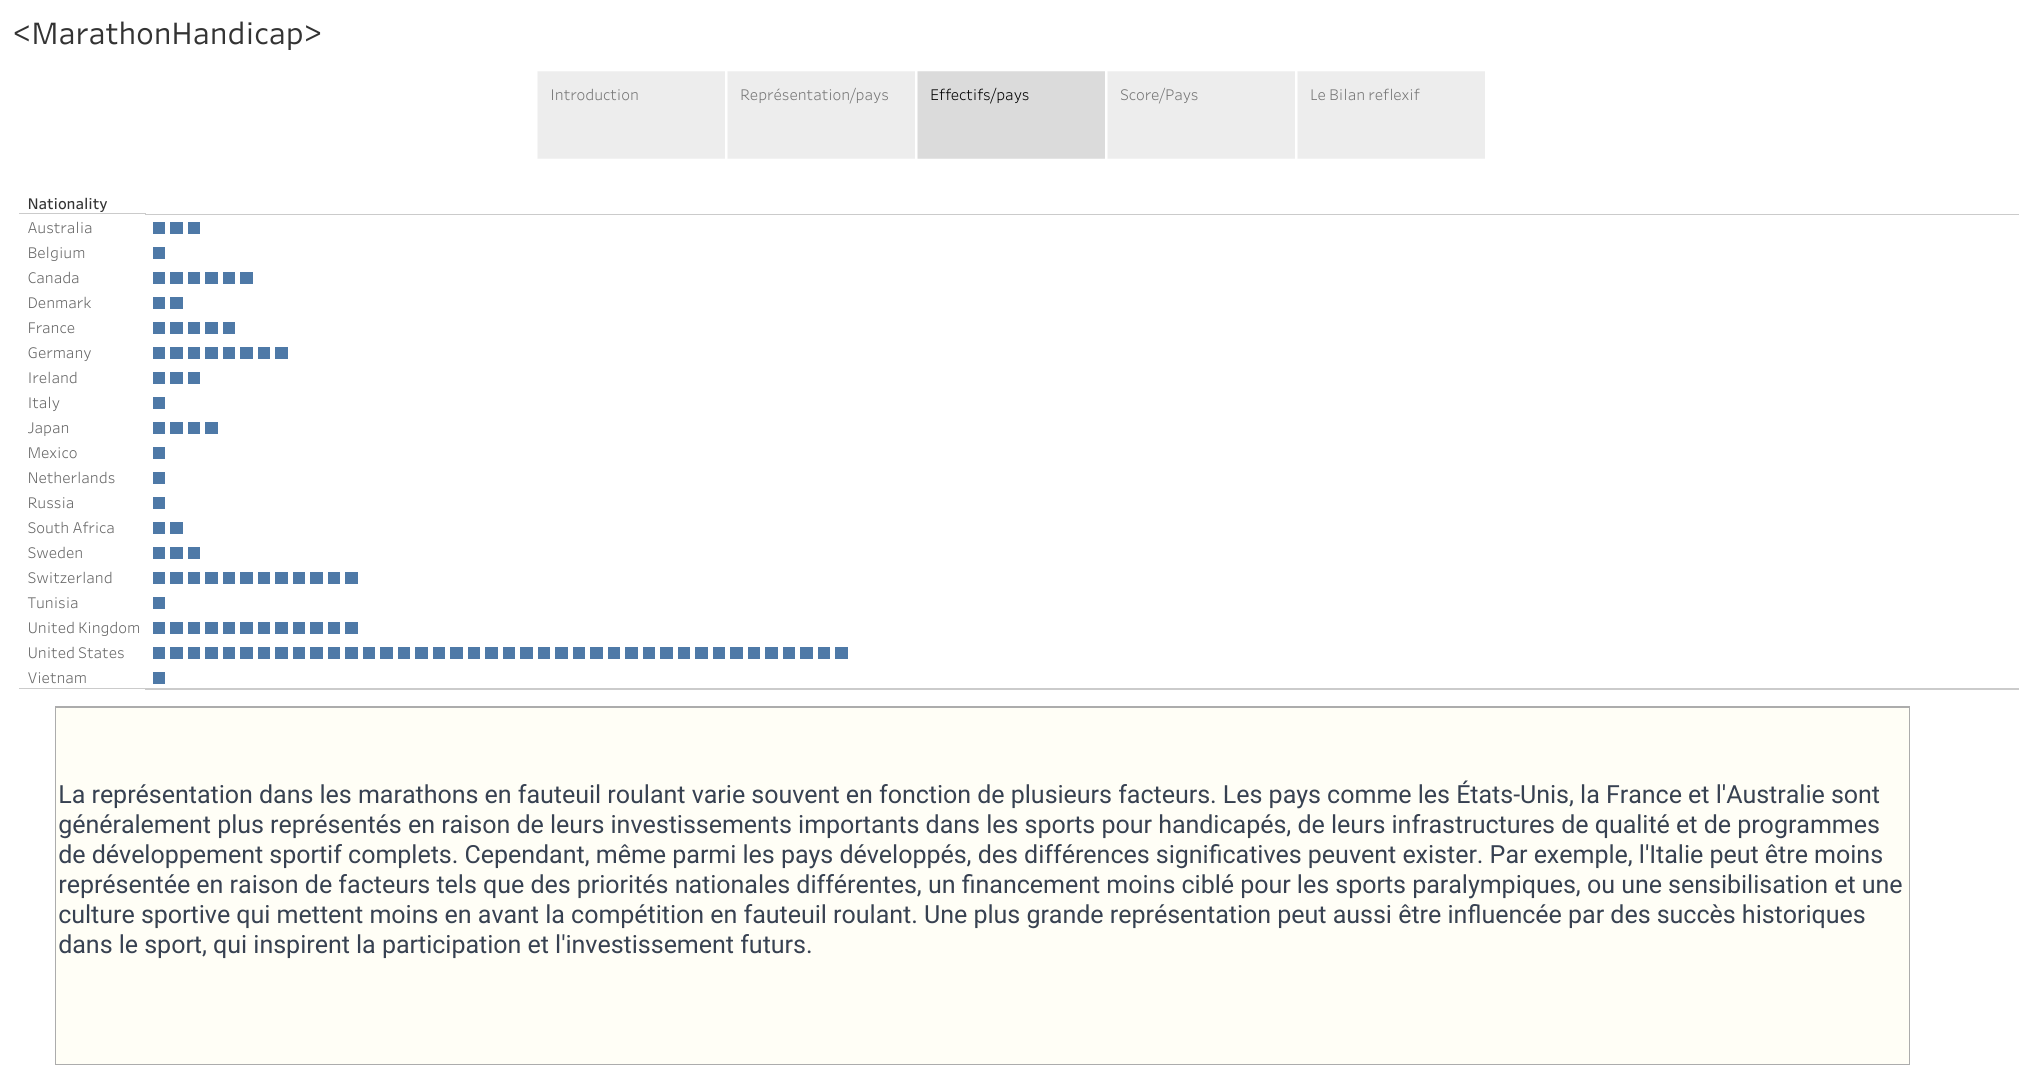 <MarathonHandicap>
Introduction
Représentation/pays
Effectifs/pays
Score/Pays
Le Bilan reflexif
Nationality
Australia
Belgium
Canada
Denmark
France
Germany
Ireland
Italy
Japan
Mexico
Netherlands
Russia
South Africa
Sweden
Switzerland
Tunisia
United Kingdom
United States
Vietnam
La représentation dans les marathons en fauteuil roulant varie souvent en fonction de plusieurs facteurs. Les pays comme les États-Unis, la France et l'Australie sont
généralement plus représentés en raison de leurs investissements importants dans les sports pour handicapés, de leurs infrastructures de qualité et de programmes
de développement sportif complets. Cependant, même parmi les pays développés, des différences significatives peuvent exister. Par exemple, l'Italie peut être moins
représentée en raison de facteurs tels que des priorités nationales différentes, un financement moins ciblé pour les sports paralympiques, ou une sensibilisation et une
culture sportive qui mettent moins en avant la compétition en fauteuil roulant. Une plus grande représentation peut aussi être influencée par des succès historiques
dans le sport, qui inspirent la participation et l'investissement futurs.